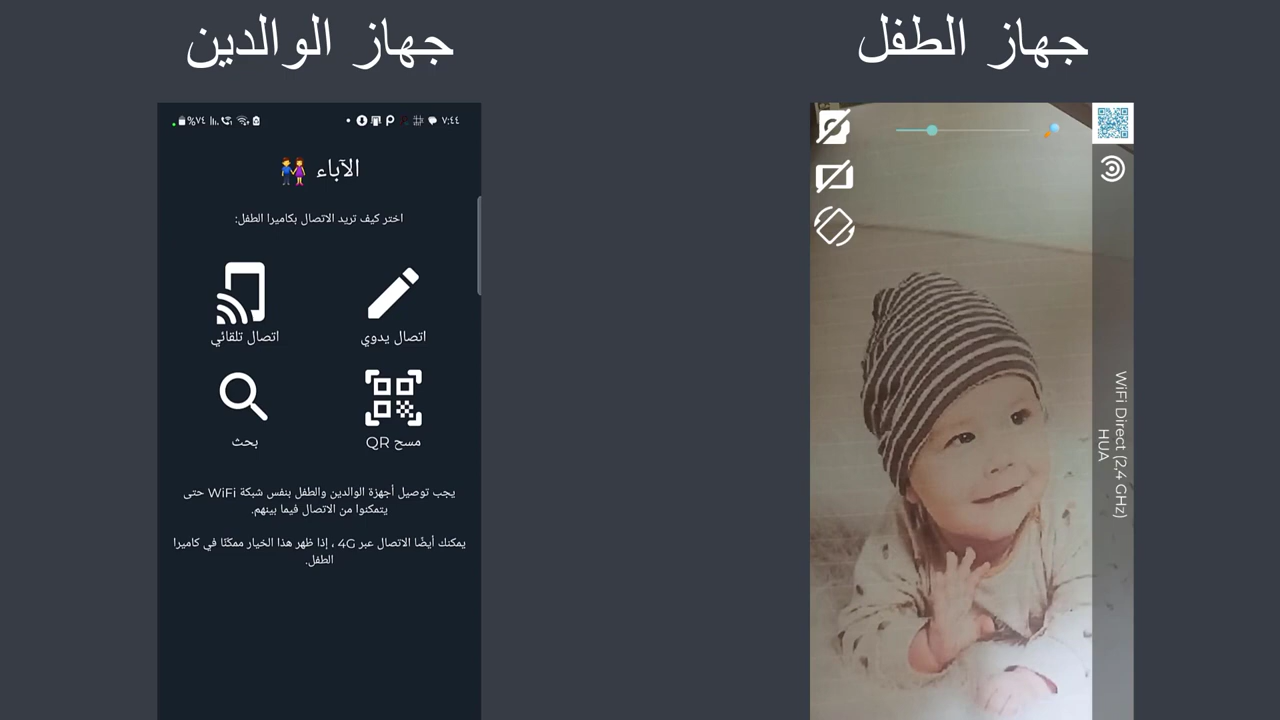 جهاز الوالدين
جهاز الطفل
%٧٤
٧:٤٤
الآباء
اختر كيف تريد الاتصال بكاميرا الطفل:
اتصال تلقائي
اتصال يدوي
بحث
مسح QR
يجب توصيل أجهزة الوالدين والطفل بنفس شبكة WiFi حتى
يتمكنوا من الاتصال فيما بينهم.
يمكنك أيضًا الاتصال عبر 4G ، إذا ظهر هذا الخيار ممكنًا في كاميرا
الطفل.
WiFi Direct (2,4 GHz)
HUA